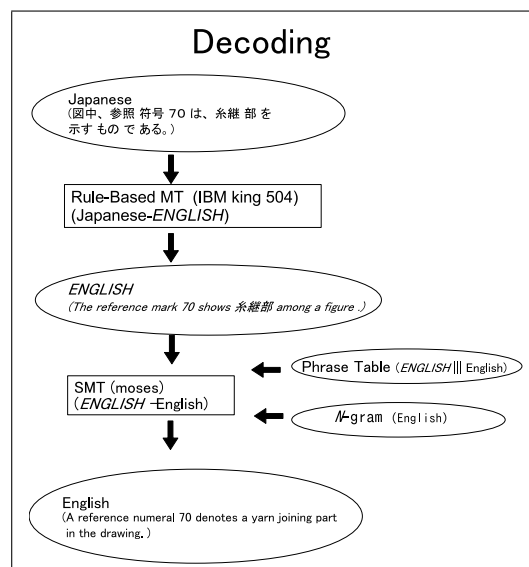 Decoding
Japanese
(図中、参照 符号 70 は、糸継 部 を
示す もの で ある。)
Rule-Based MT (IBM king 504)
(Japanese-ENGLISH)
ENGLISH
(The reference mark 70 shows 糸継部 among a figure .)
Phrase Table (ENGLISH ||| English)
SMT (moses)
(ENGLISH -English)
N-gram (English)
English
(A reference numeral 70 denotes a yarn joining part
in the drawing. )